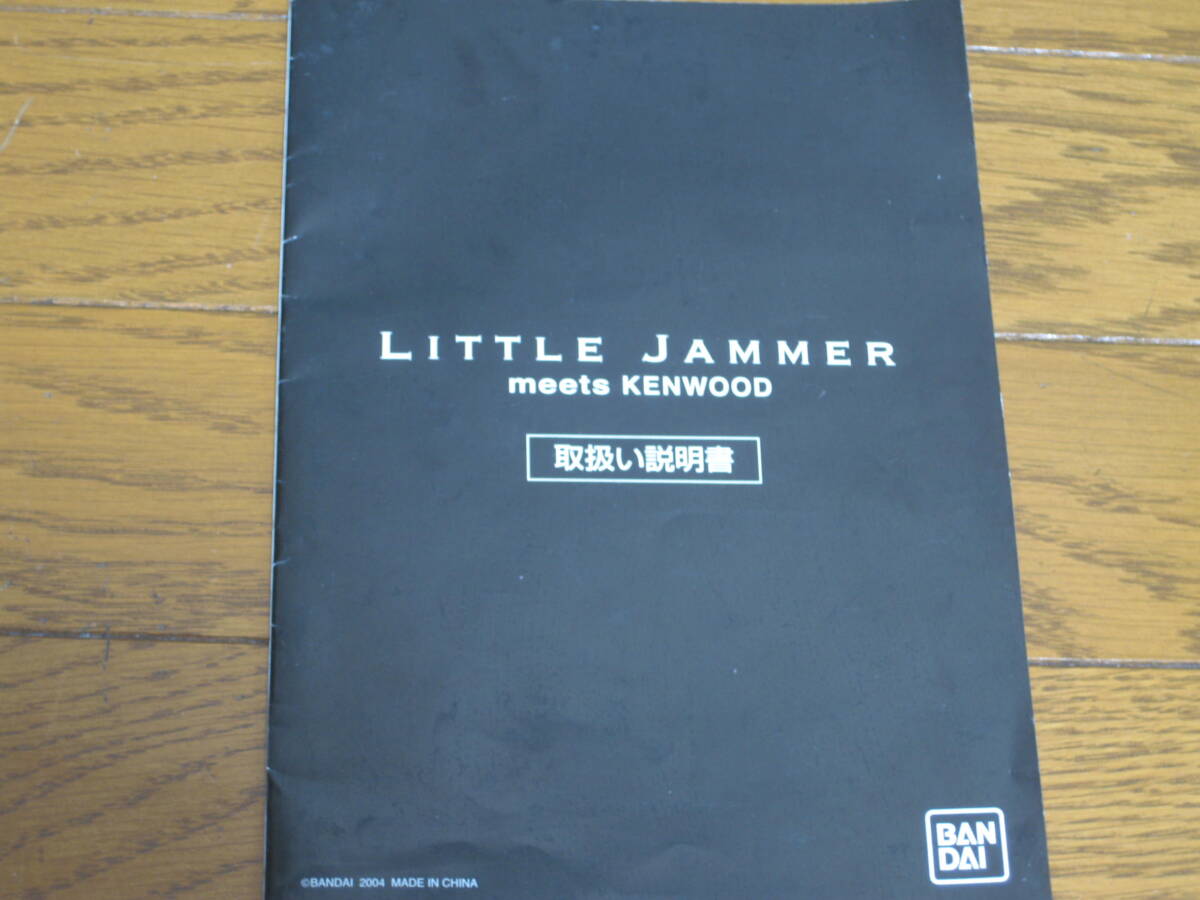 LITTLE JAMMER
meets KENWOOD
取扱い説明書
BAN
DAI
©BANDAI 2004 MADE IN CHINA